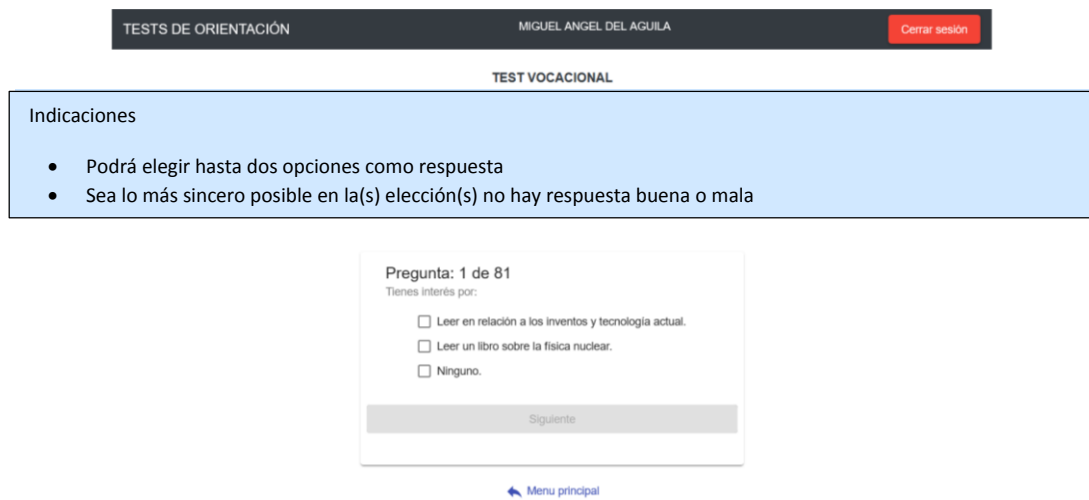 TESTS DE ORIENTACIÓN MIGUEL ANGEL DEL AGUILA Cerrar sesión
TEST VOCACIONAL
Indicaciones
• Podrá elegir hasta dos opciones como respuesta
• Sea lo más sincero posible en la(s) elección(s) no hay respuesta buena o mala
Pregunta: 1 de 81
Tienes interés por:
Leer en relación a los inventos y tecnología actual.
Leer un libro sobre la física nuclear.
Ninguno.
Siguiente
Menu principal